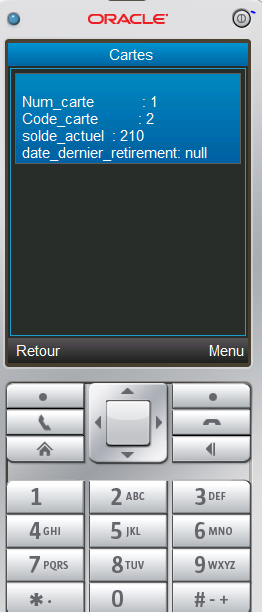 ORACLE
Cartes
Num_carte : 1
Code_carte : 2
solde_actuel : 210
date_dernier_retirement: null
Retour Menu
1 2 ABC 3 DEF
4 GHI 5 JKL 6 MNO
7 PQRS 8 TUV 9 WXYZ
* . 0 # - +